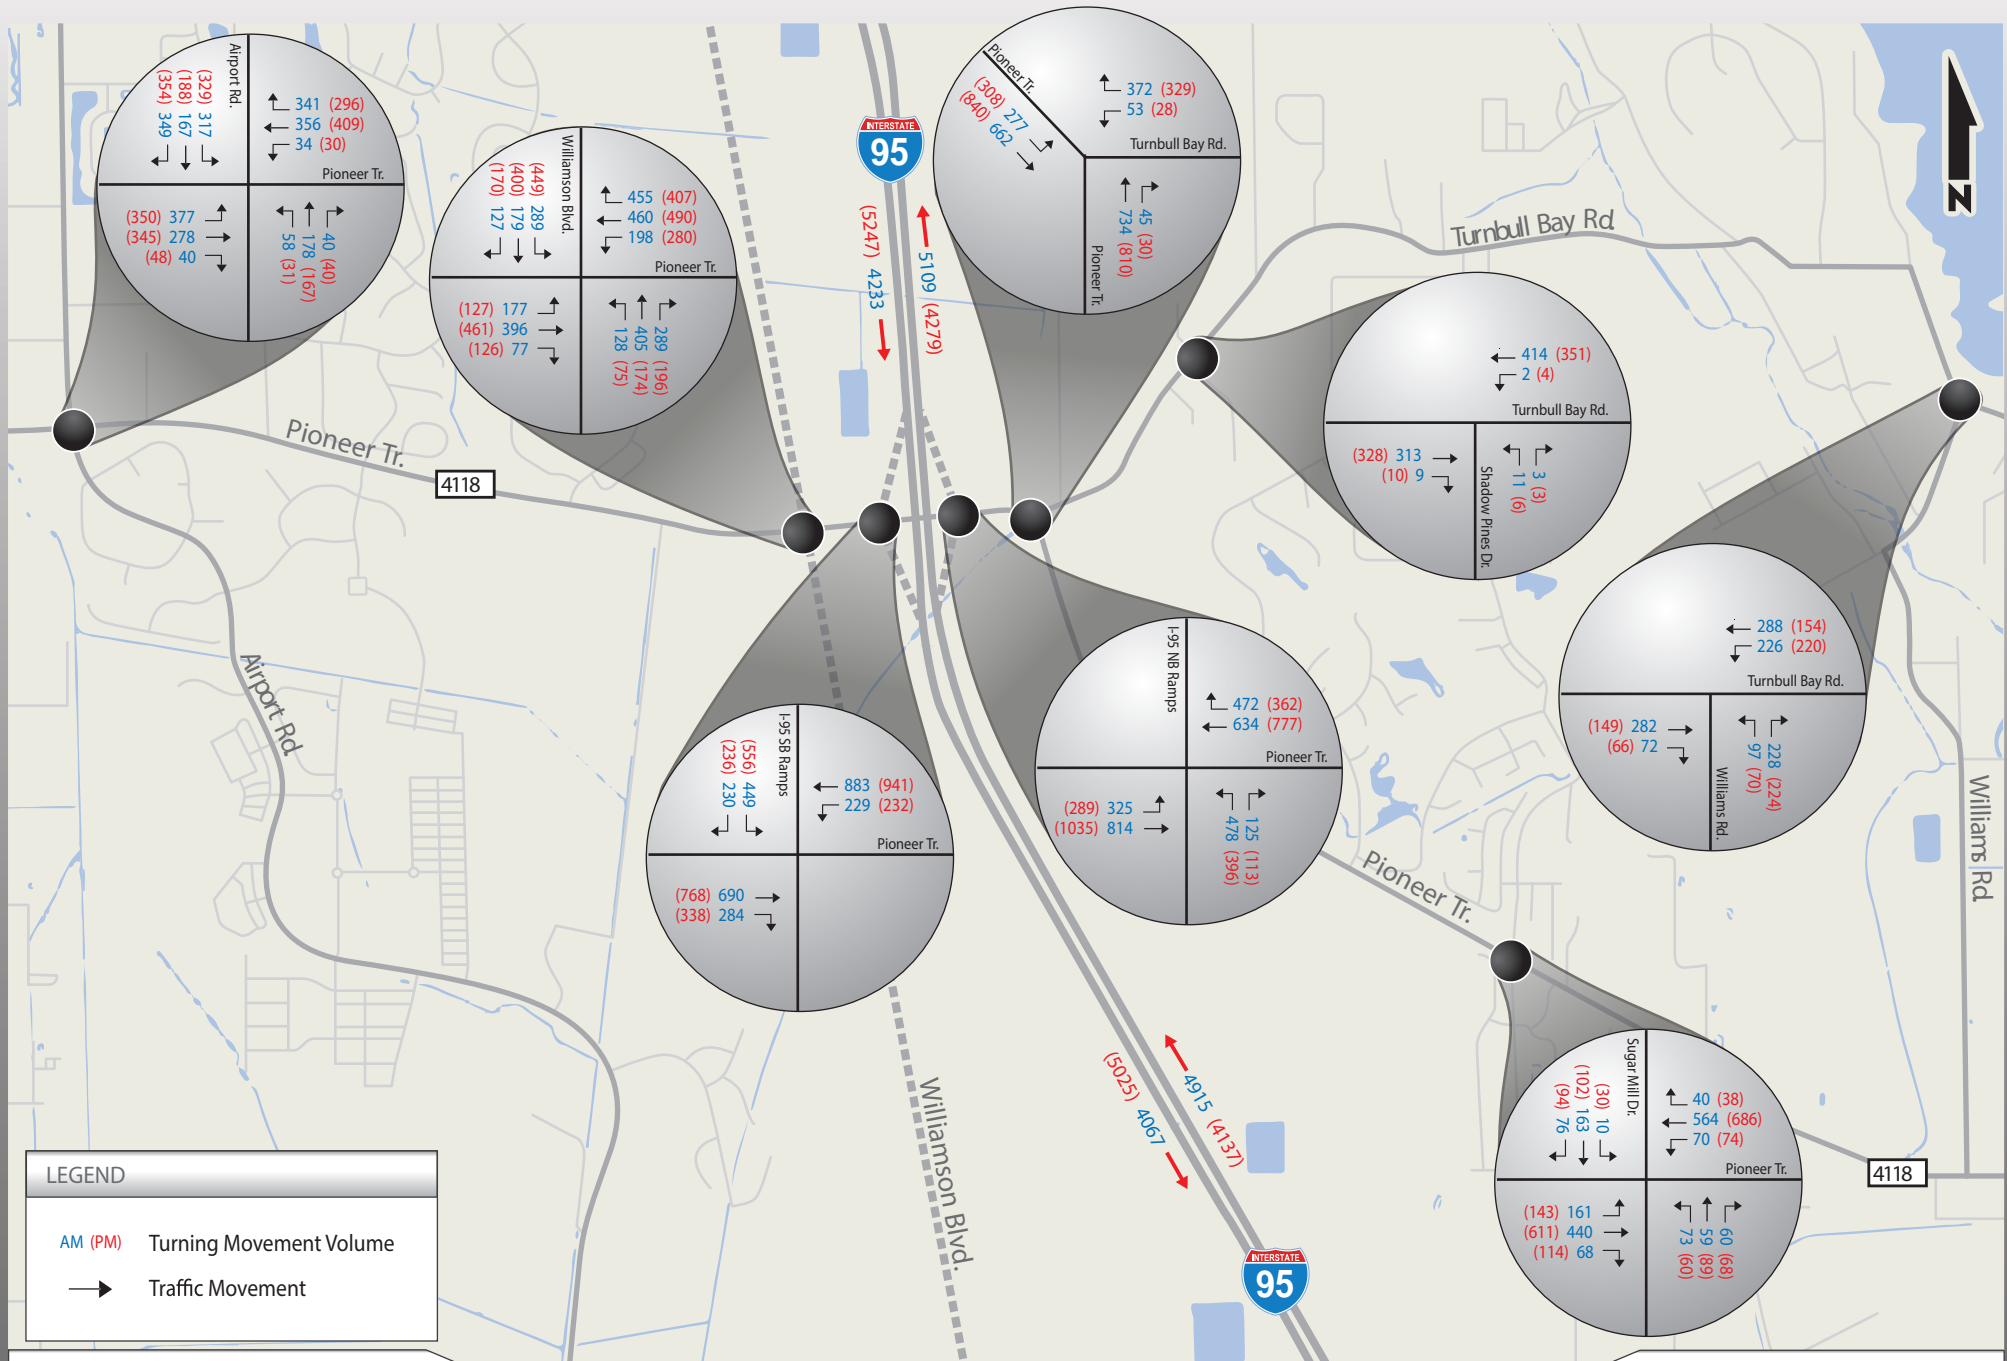 Airport Rd.
(354) 349
(188) 167
(329) 317
341 (296)
356 (409)
34 (30)
Pioneer Tr.
(350) 377
(345) 278
(48) 40
58 (31)
178 (167)
40 (40)
Williamson Blvd.
(170) 127
(400) 179
(449) 289
455 (407)
460 (490)
198 (280)
Pioneer Tr.
(127) 177
(461) 396
(126) 77
128 (75)
405 (174)
289 (196)
INTERSTATE
95
(5247) 4233
5109 (4279)
Pioneer Tr.
(308) 277
(840) 662
372 (329)
53 (28)
Turnbull Bay Rd.
Pioneer Tr.
734 (810)
45 (30)
N
Turnbull Bay Rd.
414 (351)
2 (4)
Turnbull Bay Rd.
(328) 313
(10) 9
Shadow Pines Dr.
11 (6)
3 (3)
Pioneer Tr.
4118
288 (154)
226 (220)
Turnbull Bay Rd.
(149) 282
(66) 72
Williams Rd.
97 (70)
228 (224)
Airport Rd.
I-95 SB Ramps
(236) 230
(556) 449
883 (941)
229 (232)
Pioneer Tr.
(768) 690
(338) 284
I-95 NB Ramps
472 (362)
634 (777)
Pioneer Tr.
(289) 325
(1035) 814
478 (396)
125 (113)
Williams Rd.
Pioneer Tr.
Sugar Mill Dr.
(94) 76
(102) 163
(30) 10
40 (38)
564 (686)
70 (74)
Pioneer Tr.
(143) 161
(611) 440
(114) 68
73 (60)
59 (89)
60 (68)
4118
(5025) 4067
4915 (4137)
Williamson Blvd.
INTERSTATE
95
LEGEND
AM (PM) Turning Movement Volume
Traffic Movement